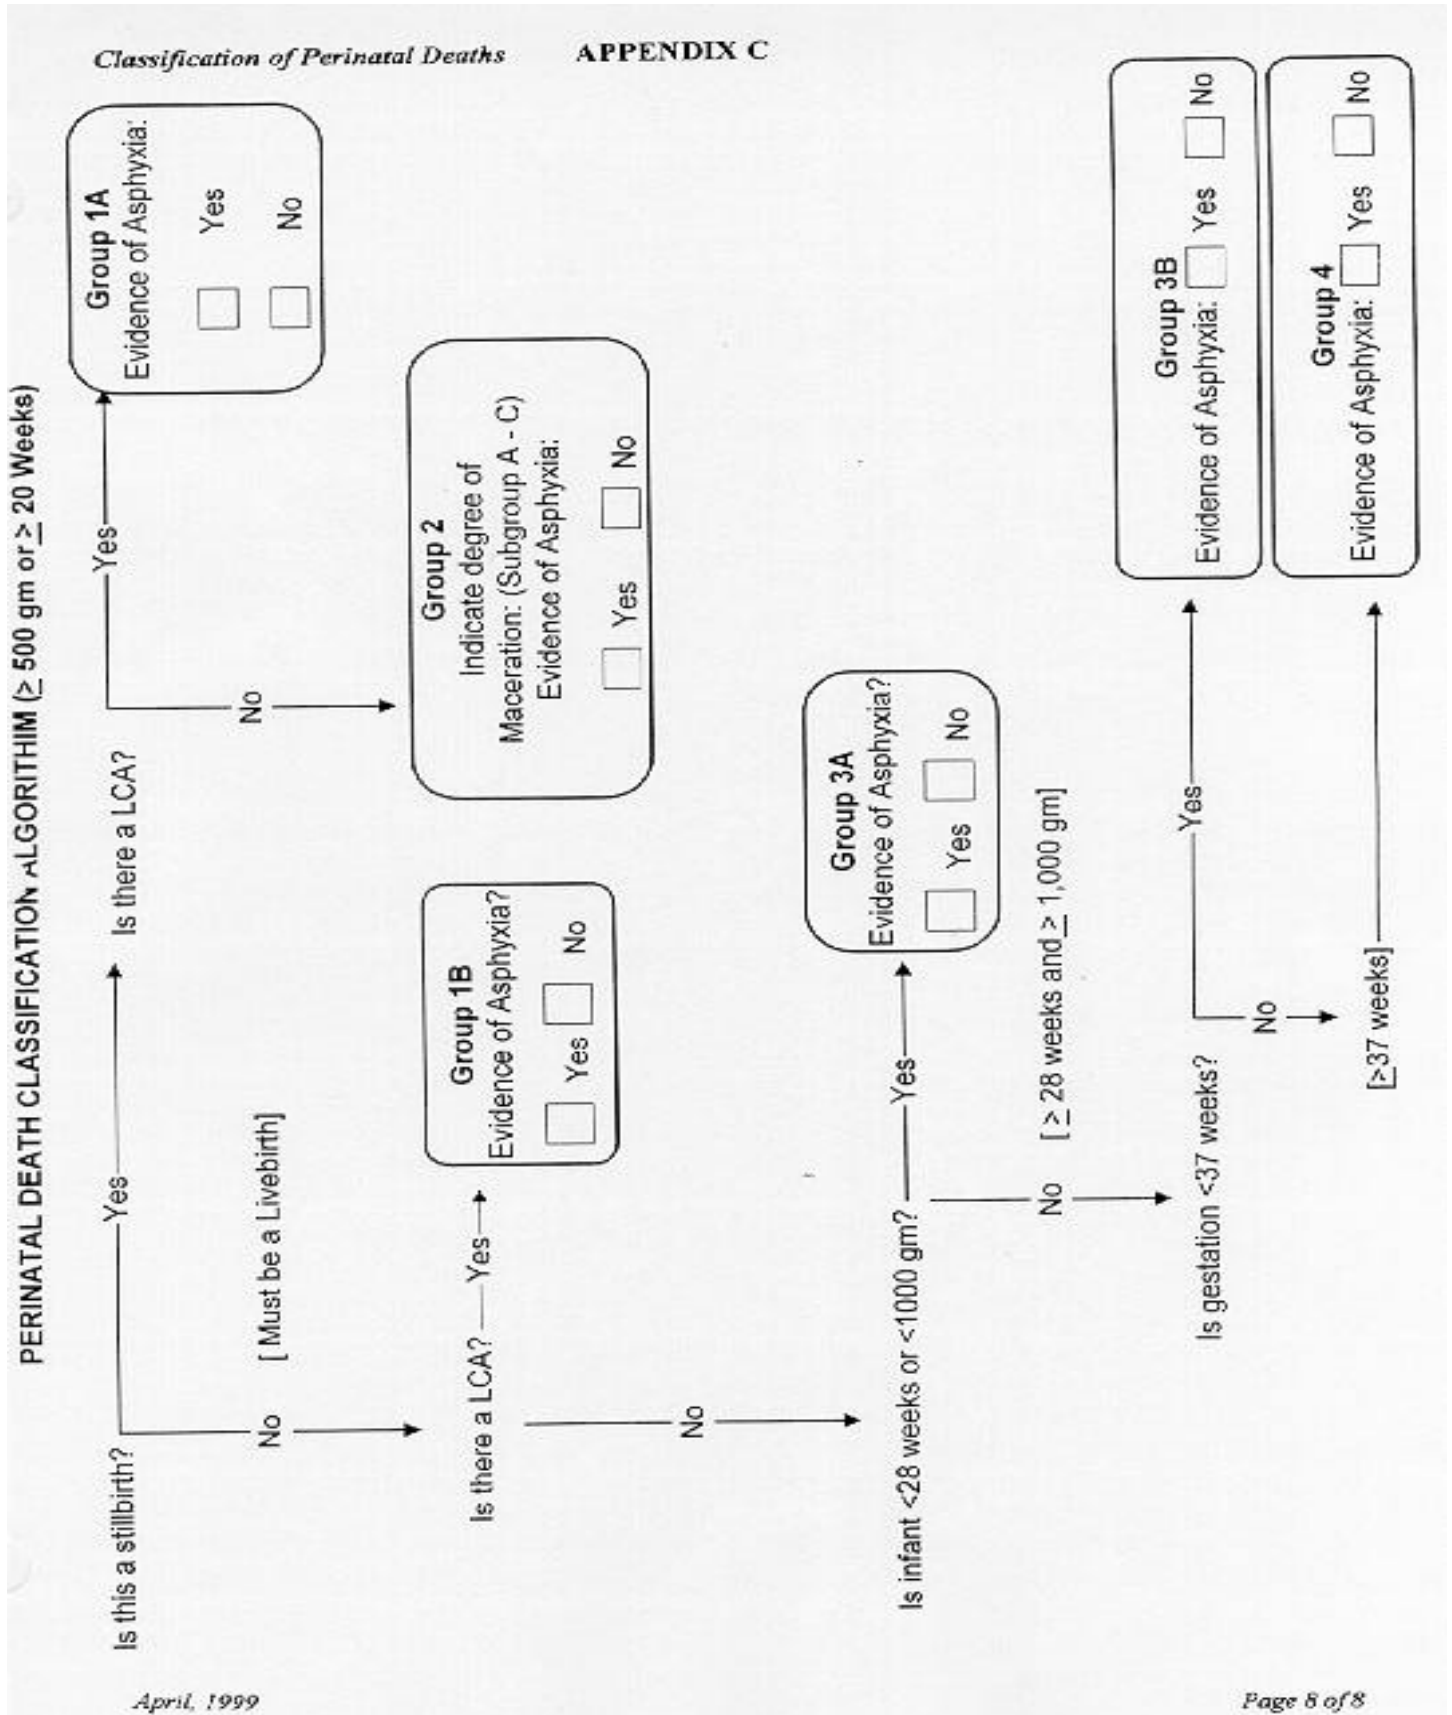 Classification of Perinatal Deaths APPENDIX C
PERINATAL DEATH CLASSIFICATION ALGORITHIM (≥ 500 gm or ≥ 20 Weeks)
Is this a stillbirth?
Yes
Is there a LCA?
Yes
Group 1A
Evidence of Asphyxia:
Yes
No
No
Group 2
Indicate degree of
Maceration: (Subgroup A - C)
Evidence of Asphyxia:
Yes No
No
[ Must be a Livebirth]
Is there a LCA?
Yes
Group 1B
Evidence of Asphyxia?
Yes No
No
Is infant <28 weeks or <1000 gm?
Yes
Group 3A
Evidence of Asphyxia?
Yes No
No
[ ≥ 28 weeks and ≥ 1,000 gm]
Is gestation <37 weeks?
Yes
Group 3B
Evidence of Asphyxia: Yes No
No
[≥37 weeks]
Group 4
Evidence of Asphyxia: Yes No
April, 1999
Page 8 of 8